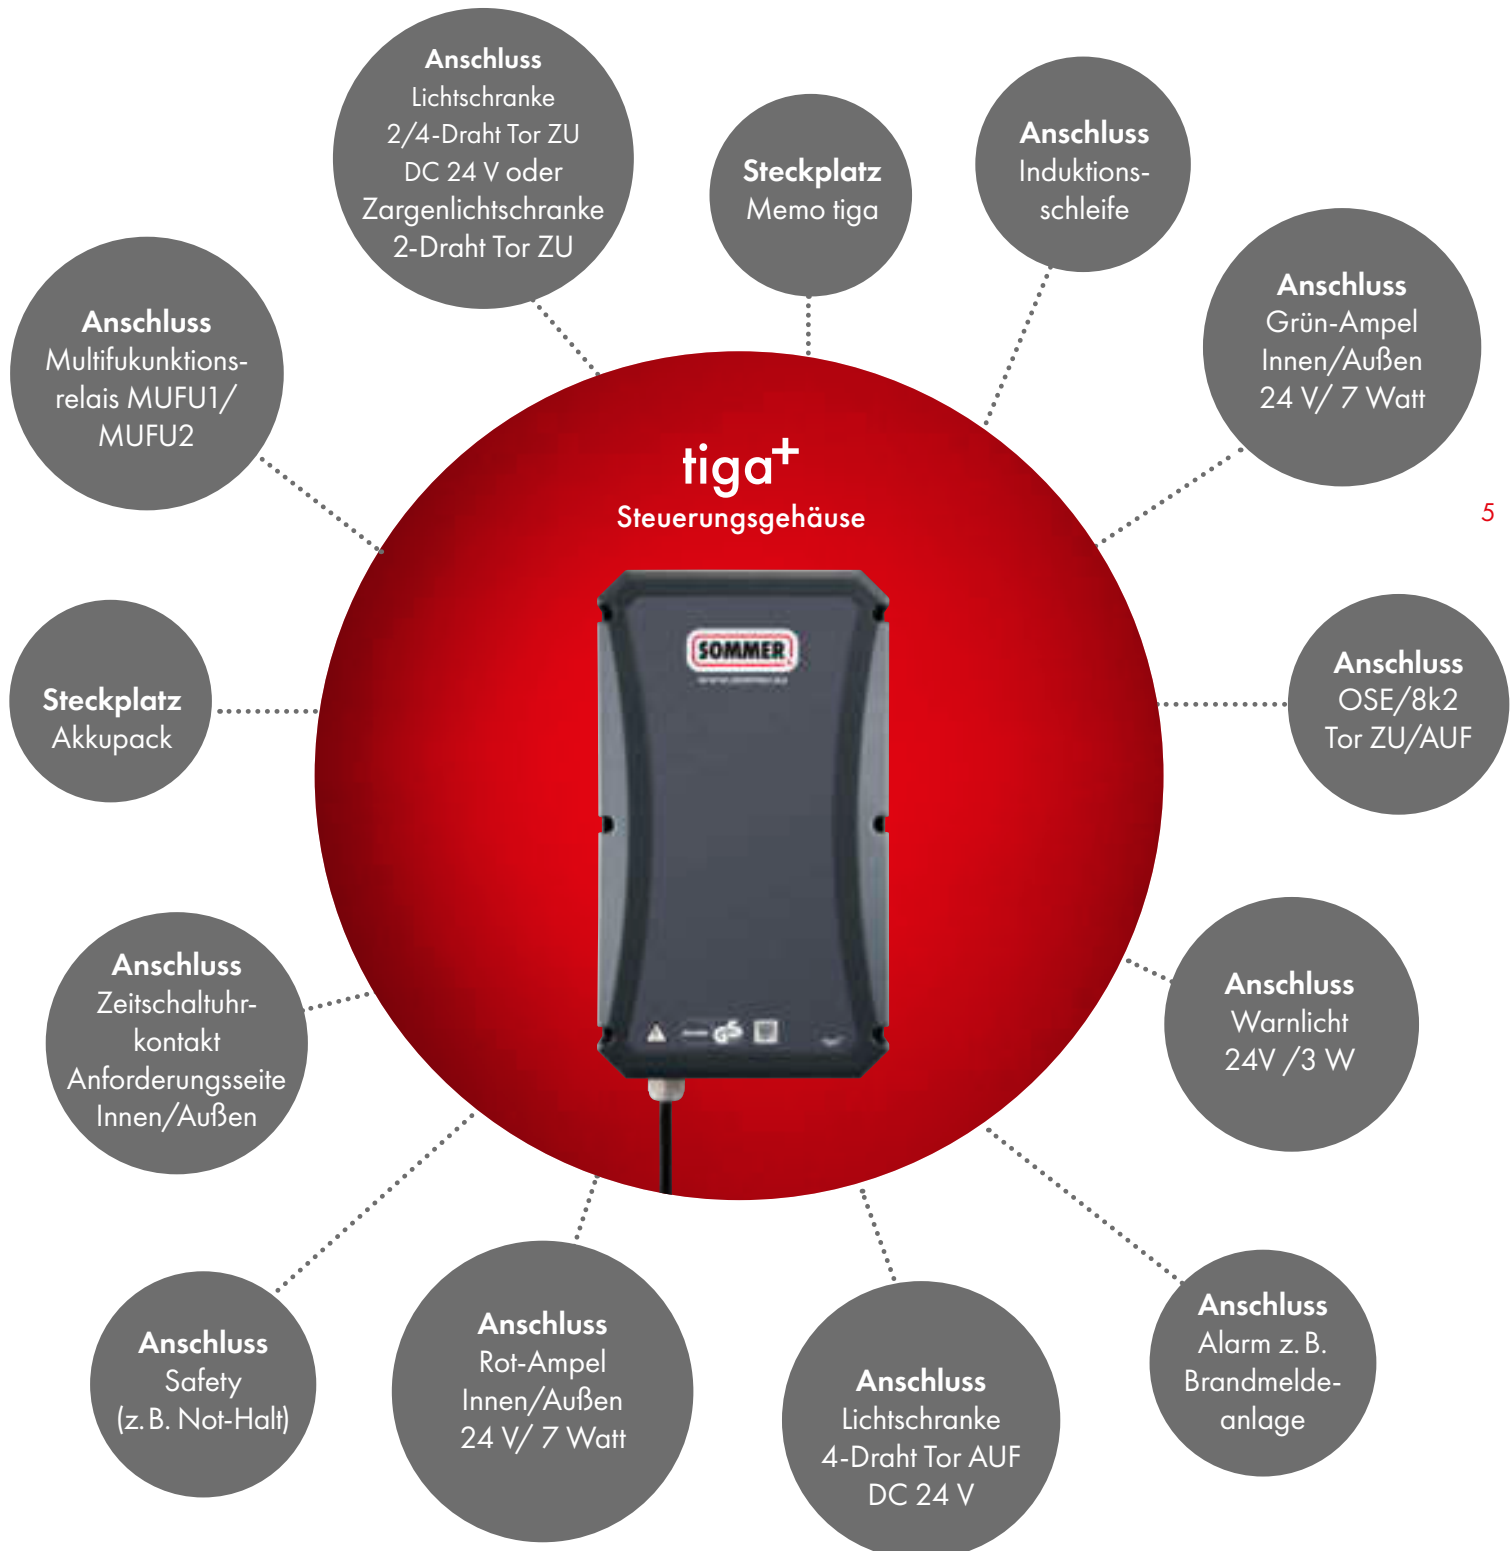 Anschluss
Lichtschranke
2/4-Draht Tor ZU
DC 24 V oder
Zargenlichtschranke
2-Draht Tor ZU
Steckplatz
Memo tiga
Anschluss
Induktions-
schleife
Anschluss
Grün-Ampel
Innen/Außen
24 V/ 7 Watt
Anschluss
Multifukunktions-
relais MUFU1/
MUFU2
tiga+
Steuerungsgehäuse
5
SOMMER
Steckplatz
Akkupack
Anschluss
OSE/8k2
Tor ZU/AUF
Anschluss
Zeitschaltuhr-
kontakt
Anforderungsseite
Innen/Außen
Anschluss
Warnlicht
24V /3 W
GS
Anschluss
Safety
(z.B. Not-Halt)
Anschluss
Rot-Ampel
Innen/Außen
24 V/ 7 Watt
Anschluss
Lichtschranke
4-Draht Tor AUF
DC 24 V
Anschluss
Alarm z.B.
Brandmelde-
anlage